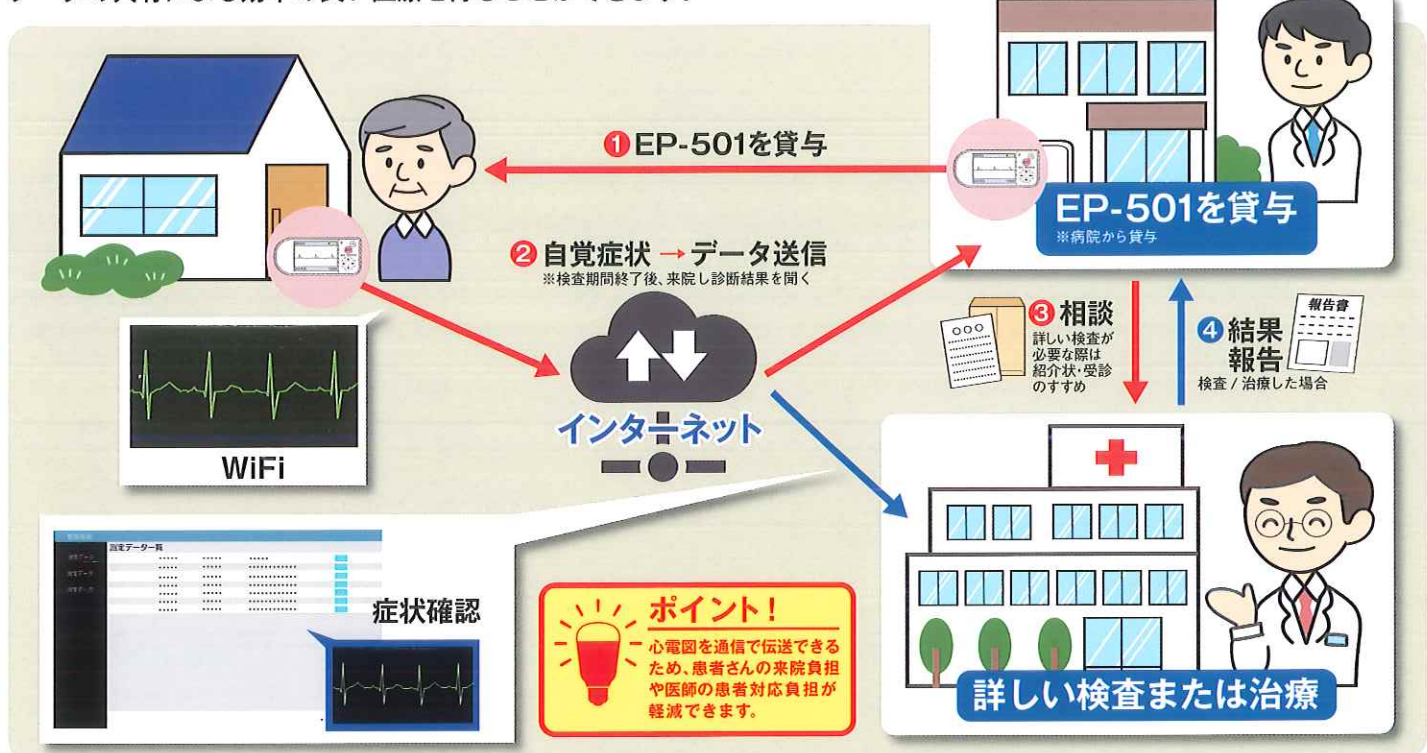 ❶EP-501を貸与
EP-501を貸与
※病院から貸与
❷自覚症状→データ送信
※検査期間終了後、来院し診断結果を聞く
インターネット
WiFi
❸相談
詳しい検査が
必要な際は
紹介状・受診
のすすめ
❹結果
報告
検査/治療した場合
報告書
測定データ一覧
症状確認
ポイント!
心電図を通信で伝送できる
ため、患者さんの来院負担
や医師の患者対応負担が
軽減できます。
詳しい検査または治療